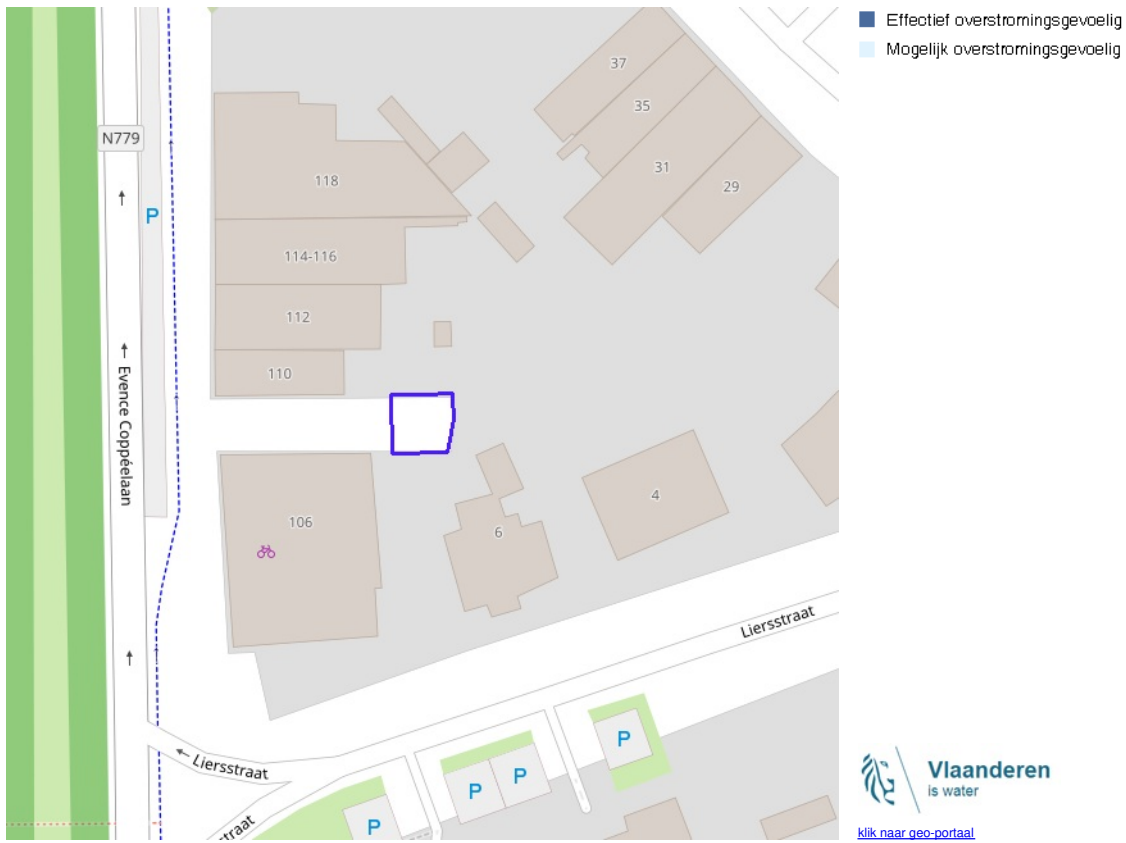 Effectief overstromingsgevoelig
Mogelijk overstromingsgevoelig
37
35
N779
31
118
29
P
114-116
112
110
Evence Coppéelaan
4
106
6
Liersstraat
P
Liersstraat
P
P
P
straat
Vlaanderen
is water
klik naar geo-portaal